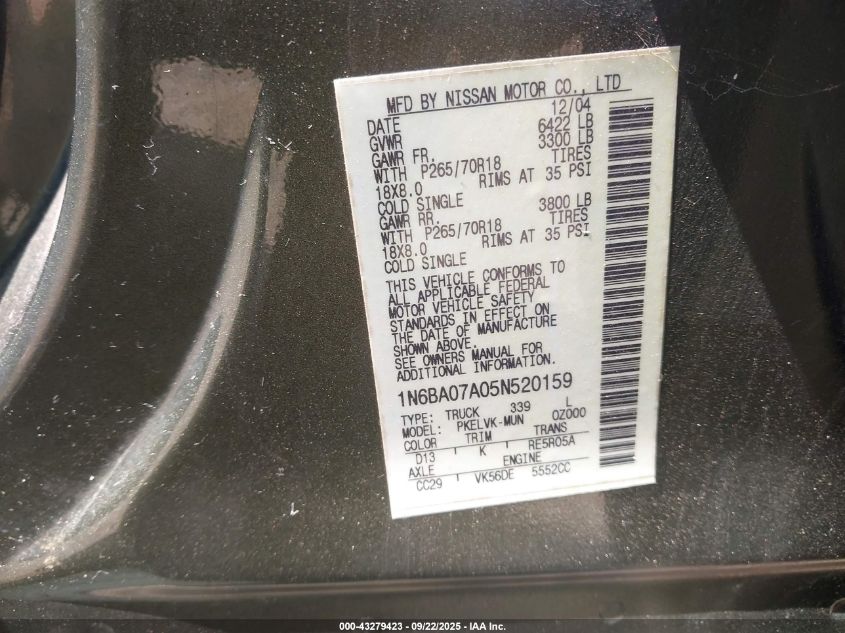 MFD BY NISSAN MOTOR CO., LTD
DATE 12/04
GVWR 6422 LB
GAWR FR. 3300 LB
WITH P265/70R18 TIRES
18X8.0 RIMS AT 35 PSI
COLD SINGLE
GAWR RR. 3800 LB
WITH P265/70R18 TIRES
18X8.0 RIMS AT 35 PSI
COLD SINGLE
THIS VEHICLE CONFORMS TO
ALL APPLICABLE FEDERAL
MOTOR VEHICLE SAFETY
STANDARDS IN EFFECT ON
THE DATE OF MANUFACTURE
SHOWN ABOVE.
SEE OWNERS MANUAL FOR
ADDITIONAL INFORMATION.
1N6BA07A05N520159
TYPE: TRUCK 339 L
MODEL: PKELVK-MUN 0Z000
COLOR TRIM TRANS
D13 K RE5R05A
AXLE ENGINE
CC29 VK56DE 5552CC
000-43279423 - 09/22/2025 - IAA Inc.